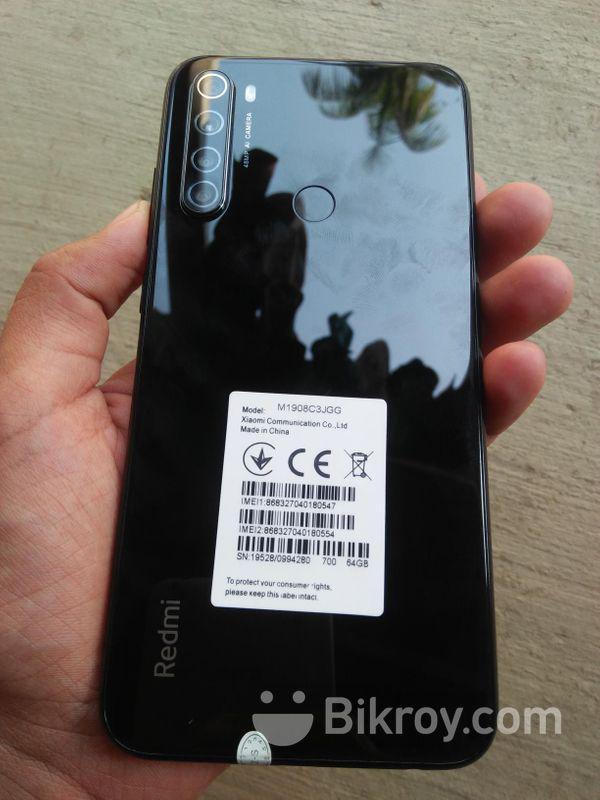 48MP AI CAMERA
Model: M1908C3JGG
Xiaomi Communication Co.,Ltd
Made in China
CE
IMEI1:868327040180547
IMEI2:868327040180554
SN:19528/0994280 700 64GB
To protect your consumer rights,
please keep this label intact.
Redmi
Bikroy.com